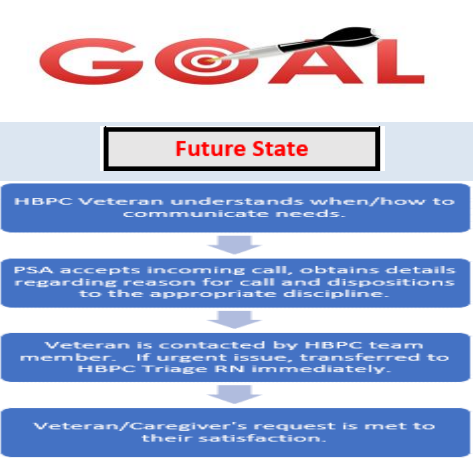 GOAL
Future State
HBPC Veteran understands when/how to
communicate needs.
PSA accepts incoming call, obtains details
regarding reason for call and dispositions
to the appropriate discipline.
Veteran is contacted by HBPC team
member.   If urgent issue, transferred to
HBPC Triage RN immediately.
Veteran/Caregiver's request is met to
their satisfaction.